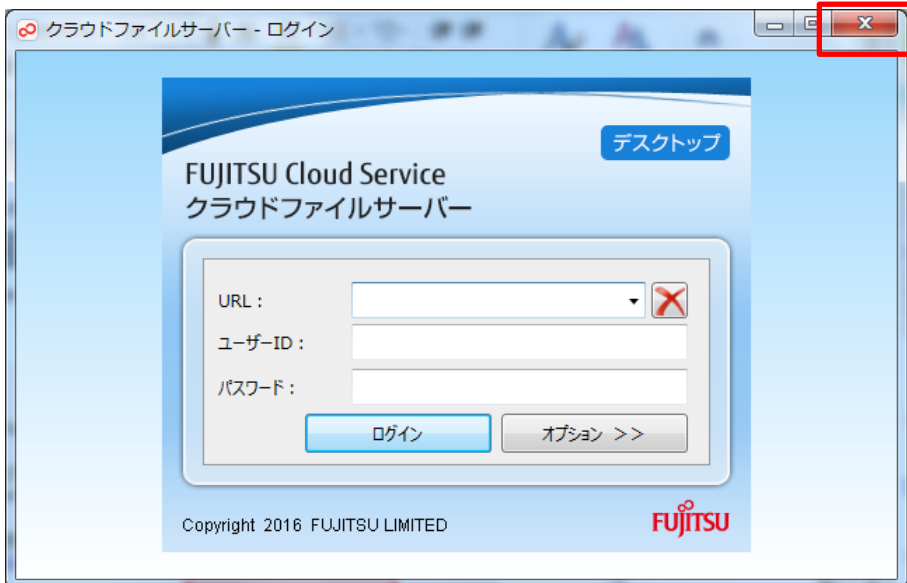 クラウドファイルサーバー - ログイン
デスクトップ
FUJITSU Cloud Service
クラウドファイルサーバー
URL：
ユーザーID：
パスワード：
ログイン
オプション >>
Copyright 2016 FUJITSU LIMITED
FUJITSU